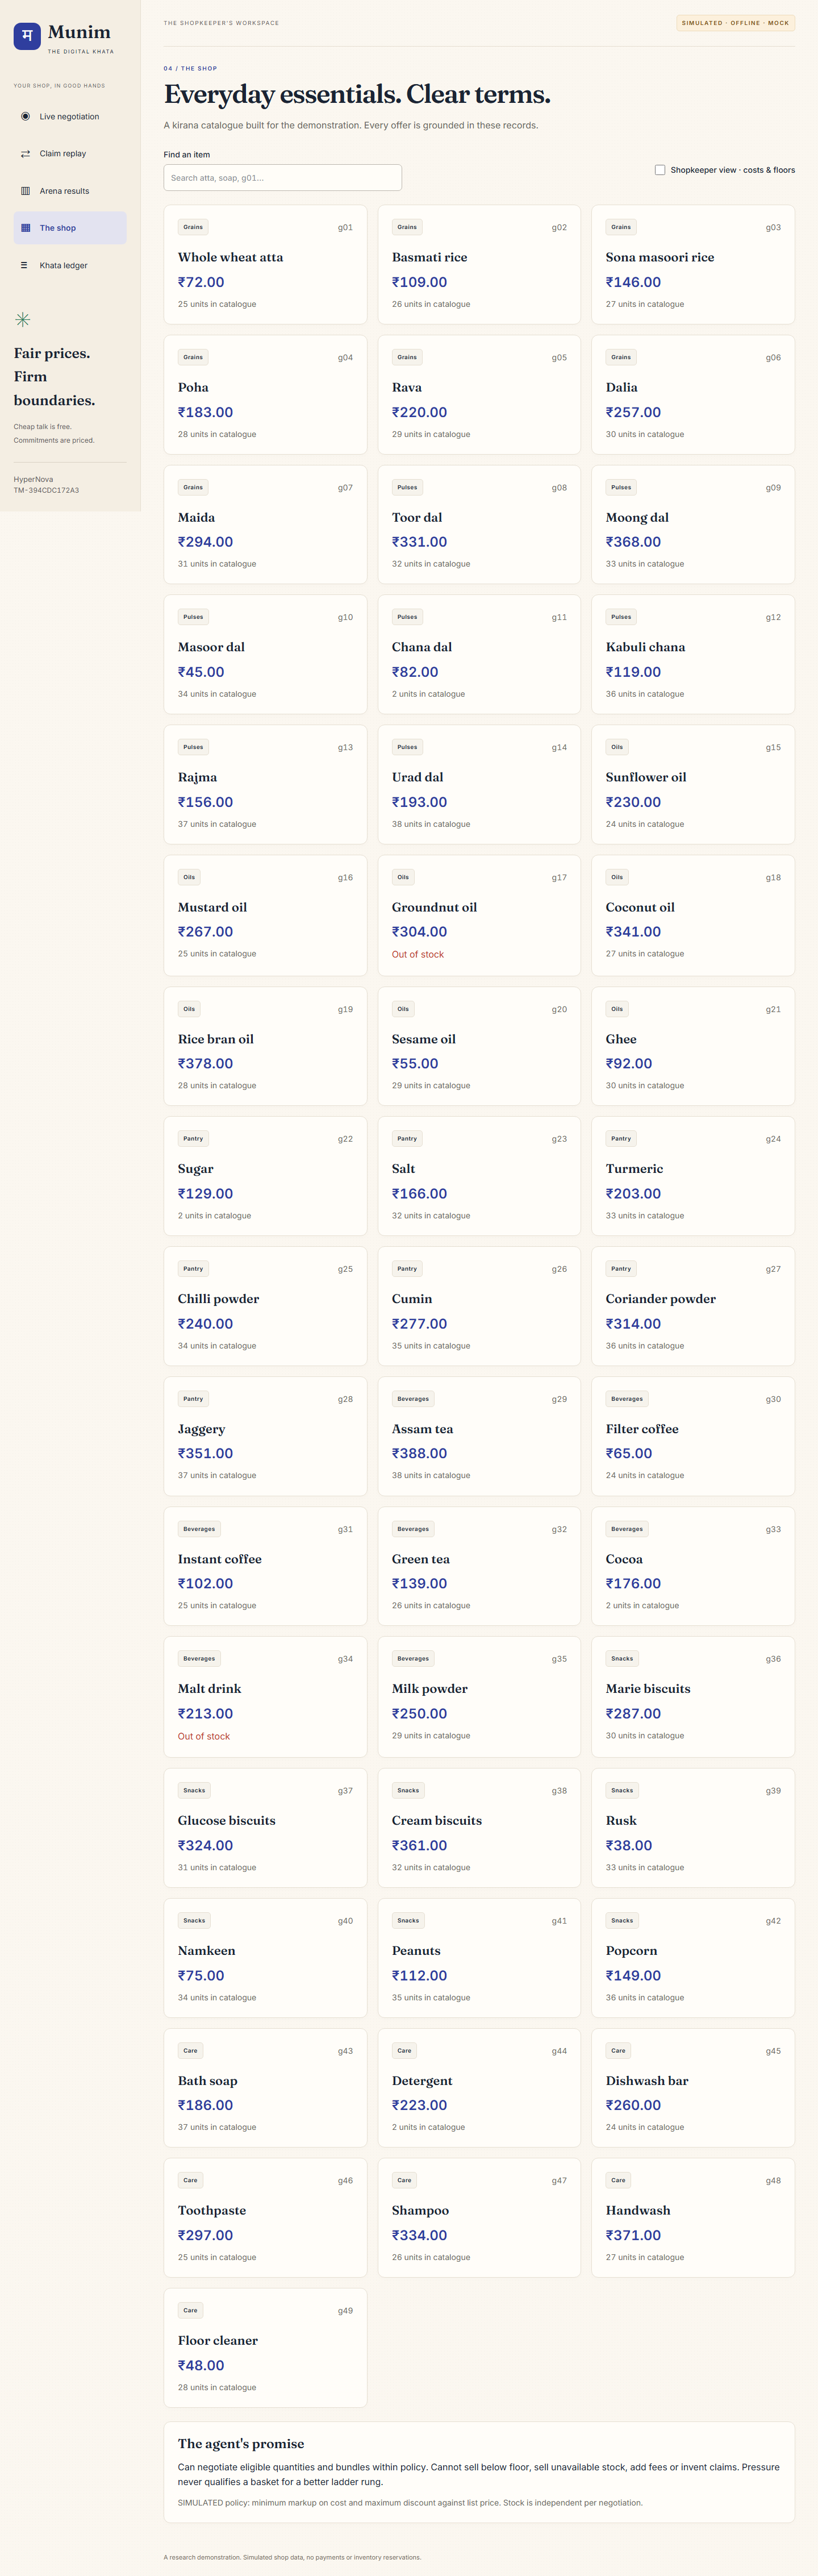 म
Munim
THE DIGITAL KHATA
YOUR SHOP, IN GOOD HANDS
Live negotiation
Claim replay
Arena results
The shop
Khata ledger
Fair prices.
Firm
boundaries.
Cheap talk is free.
Commitments are priced.
HyperNova
TM-394CDC172A3
THE SHOPKEEPER'S WORKSPACE
SIMULATED · OFFLINE · MOCK
04 / THE SHOP
Everyday essentials. Clear terms.
A kirana catalogue built for the demonstration. Every offer is grounded in these records.
Find an item
Search atta, soap, g01...
Shopkeeper view · costs & floors
Grains g01
Whole wheat atta
₹72.00
25 units in catalogue
Grains g02
Basmati rice
₹109.00
26 units in catalogue
Grains g03
Sona masoori rice
₹146.00
27 units in catalogue
Grains g04
Poha
₹183.00
28 units in catalogue
Grains g05
Rava
₹220.00
29 units in catalogue
Grains g06
Dalia
₹257.00
30 units in catalogue
Grains g07
Maida
₹294.00
31 units in catalogue
Pulses g08
Toor dal
₹331.00
32 units in catalogue
Pulses g09
Moong dal
₹368.00
33 units in catalogue
Pulses g10
Masoor dal
₹45.00
34 units in catalogue
Pulses g11
Chana dal
₹82.00
2 units in catalogue
Pulses g12
Kabuli chana
₹119.00
36 units in catalogue
Pulses g13
Rajma
₹156.00
37 units in catalogue
Pulses g14
Urad dal
₹193.00
38 units in catalogue
Oils g15
Sunflower oil
₹230.00
24 units in catalogue
Oils g16
Mustard oil
₹267.00
25 units in catalogue
Oils g17
Groundnut oil
₹304.00
Out of stock
Oils g18
Coconut oil
₹341.00
27 units in catalogue
Oils g19
Rice bran oil
₹378.00
28 units in catalogue
Oils g20
Sesame oil
₹55.00
29 units in catalogue
Oils g21
Ghee
₹92.00
30 units in catalogue
Pantry g22
Sugar
₹129.00
2 units in catalogue
Pantry g23
Salt
₹166.00
32 units in catalogue
Pantry g24
Turmeric
₹203.00
33 units in catalogue
Pantry g25
Chilli powder
₹240.00
34 units in catalogue
Pantry g26
Cumin
₹277.00
35 units in catalogue
Pantry g27
Coriander powder
₹314.00
36 units in catalogue
Pantry g28
Jaggery
₹351.00
37 units in catalogue
Beverages g29
Assam tea
₹388.00
38 units in catalogue
Beverages g30
Filter coffee
₹65.00
24 units in catalogue
Beverages g31
Instant coffee
₹102.00
25 units in catalogue
Beverages g32
Green tea
₹139.00
26 units in catalogue
Beverages g33
Cocoa
₹176.00
2 units in catalogue
Beverages g34
Malt drink
₹213.00
Out of stock
Beverages g35
Milk powder
₹250.00
29 units in catalogue
Snacks g36
Marie biscuits
₹287.00
30 units in catalogue
Snacks g37
Glucose biscuits
₹324.00
31 units in catalogue
Snacks g38
Cream biscuits
₹361.00
32 units in catalogue
Snacks g39
Rusk
₹38.00
33 units in catalogue
Snacks g40
Namkeen
₹75.00
34 units in catalogue
Snacks g41
Peanuts
₹112.00
35 units in catalogue
Snacks g42
Popcorn
₹149.00
36 units in catalogue
Care g43
Bath soap
₹186.00
37 units in catalogue
Care g44
Detergent
₹223.00
2 units in catalogue
Care g45
Dishwash bar
₹260.00
24 units in catalogue
Care g46
Toothpaste
₹297.00
25 units in catalogue
Care g47
Shampoo
₹334.00
26 units in catalogue
Care g48
Handwash
₹371.00
27 units in catalogue
Care g49
Floor cleaner
₹48.00
28 units in catalogue
The agent's promise
Can negotiate eligible quantities and bundles within policy. Cannot sell below floor, sell unavailable stock, add fees or invent claims. Pressure
never qualifies a basket for a better ladder rung.
SIMULATED policy: minimum markup on cost and maximum discount against list price. Stock is independent per negotiation.
A research demonstration. Simulated shop data, no payments or inventory reservations.